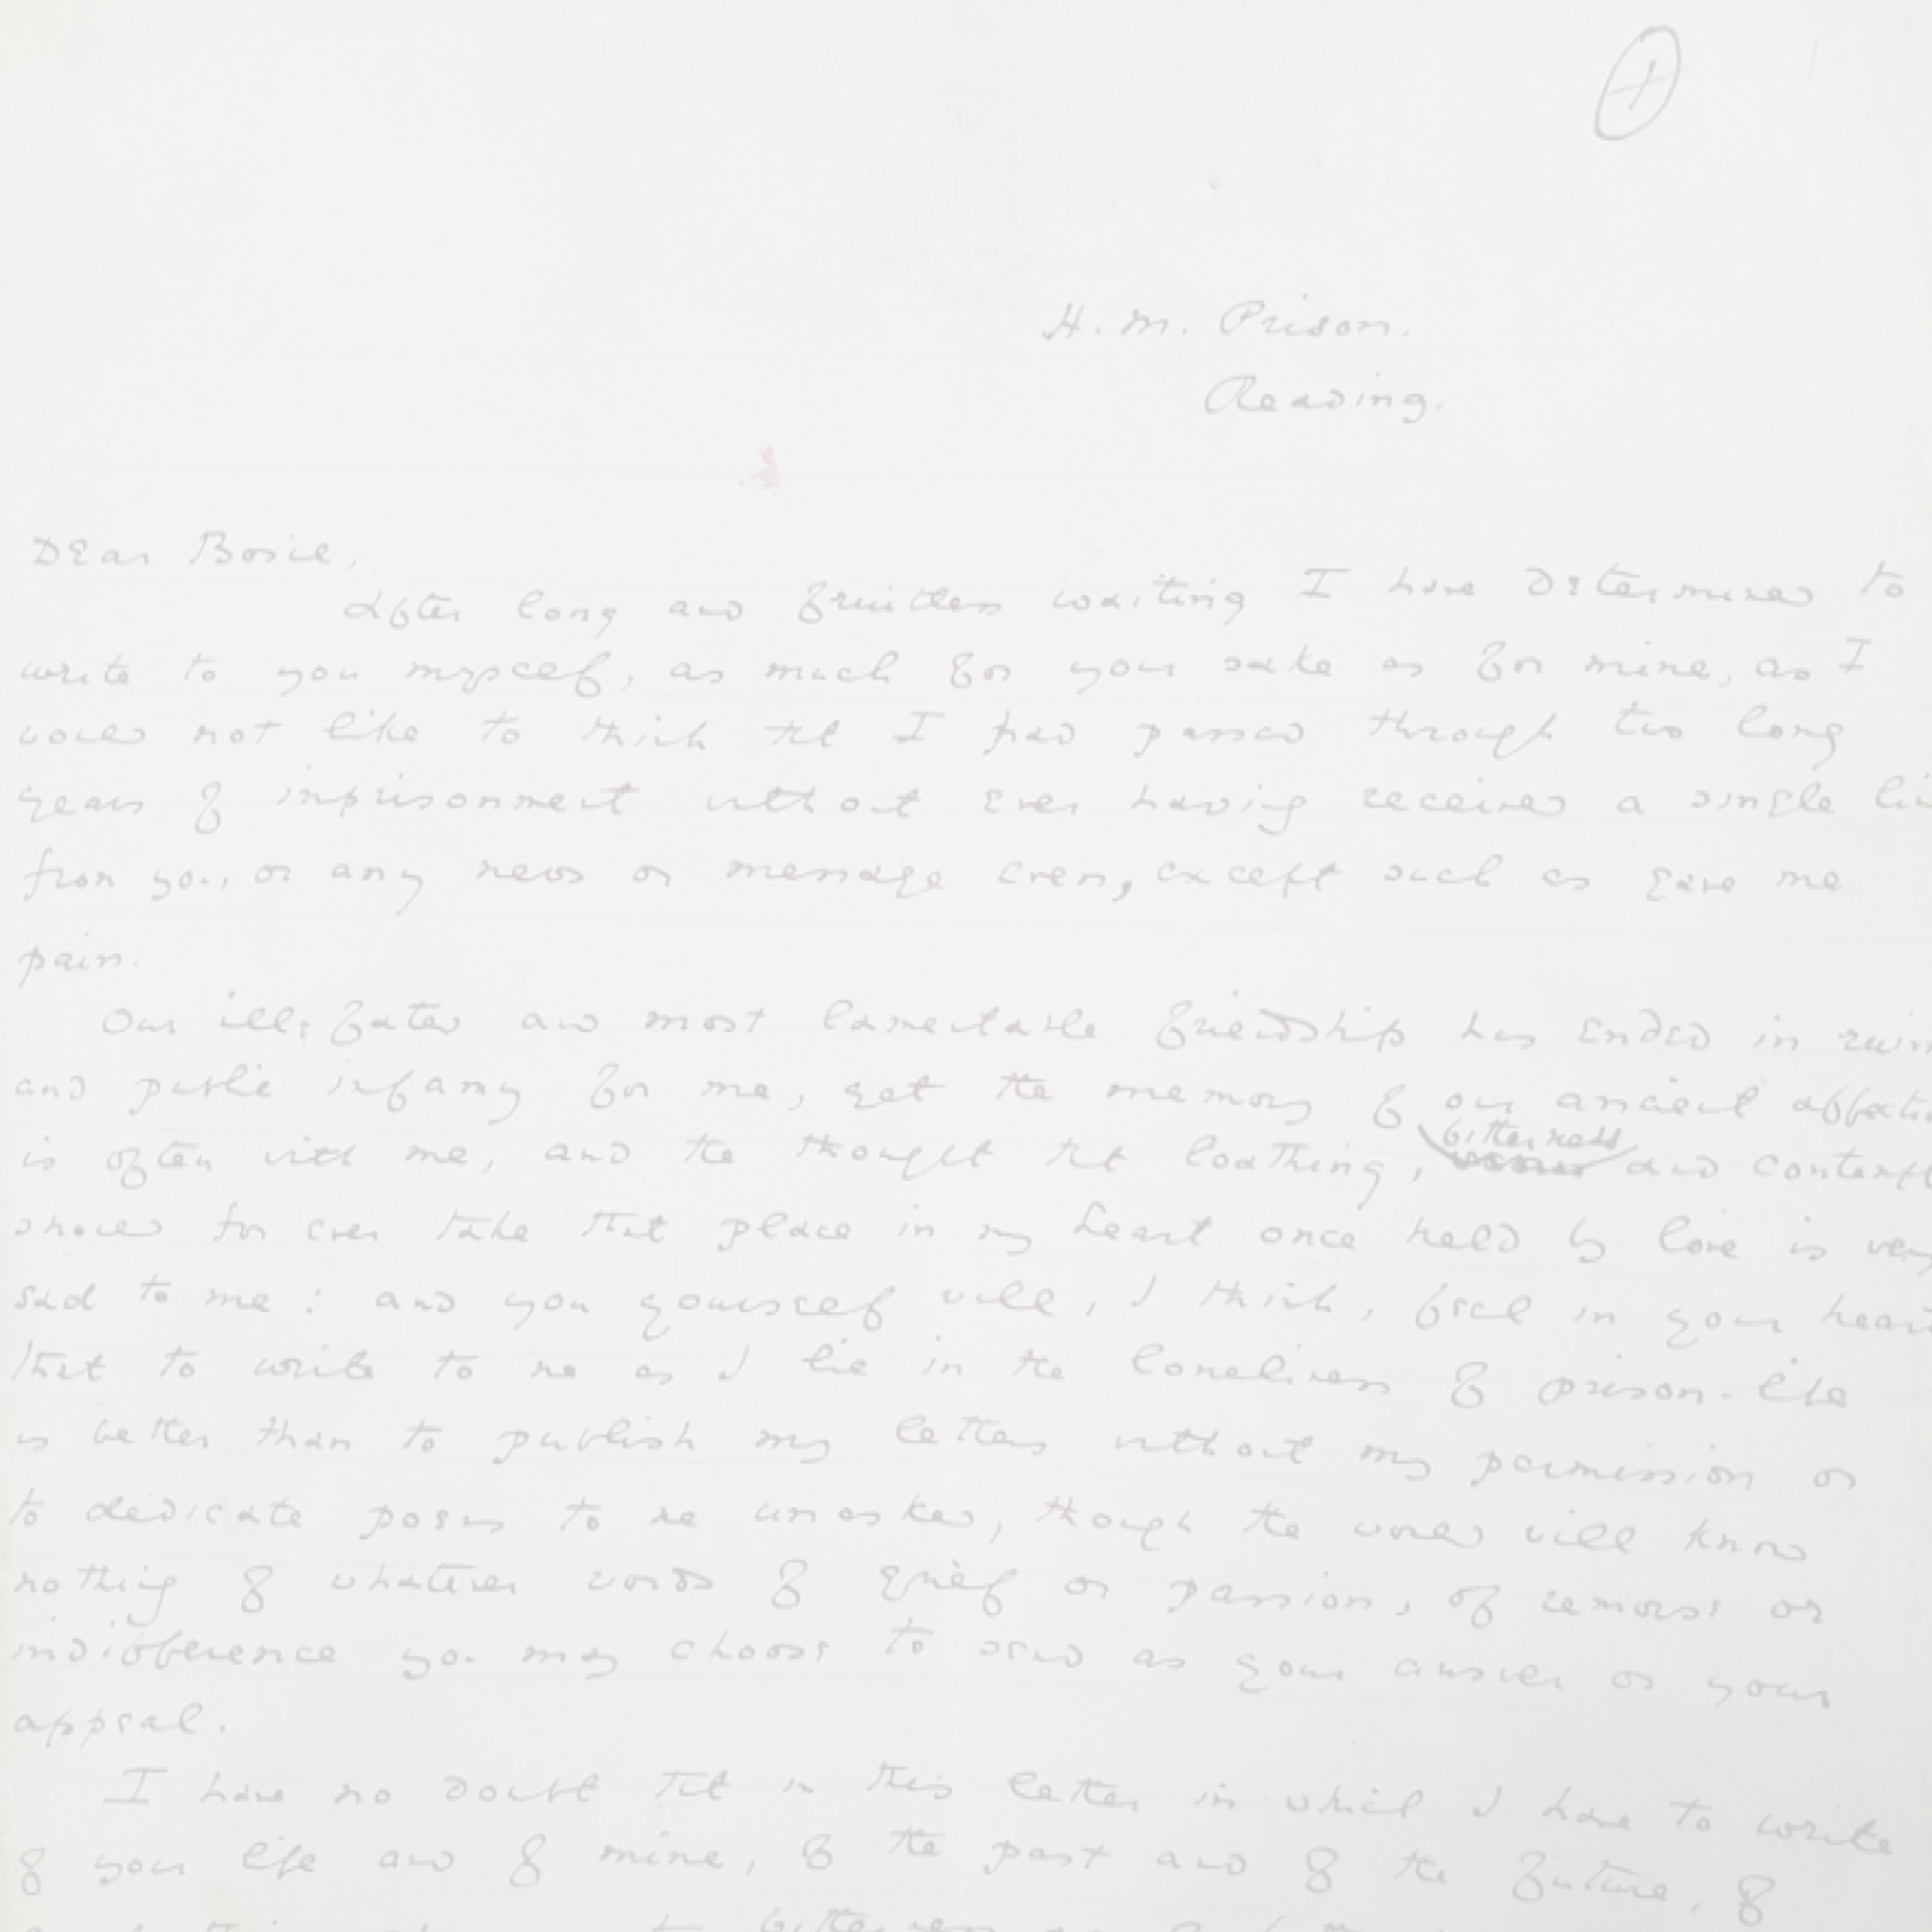 H. M. Prison.
Reading.
Dear Bosie,
After long and fruitless waiting I have determined to
write to you myself, as much for your sake as for mine, as I
would not like to think that I had passed through two long
years of imprisonment without ever having received a single
from you, or any news or message even, except such as gave me
pain.
Our ill-fated and most lamentable friendship has ended in ruin
and public infamy for me, yet the memory of our ancient
bitterness
is often with me, and the thought that loathing, and
should for ever take that place in my heart once held by love is very
sad to me: and you yourself will, I think, feel in your
that to write to me as I lie in the loneliness of prison-life
is better than to publish my letters without my permission or
to dedicate poems to me unasked, though the world will know
nothing of whatever words of grief or passion, of remorse or
indifference you may choose to send as your answer or your
appeal.
I have no doubt that in this letter in which I have to write
of your life and of mine, of the past and of the future, of
bitterness